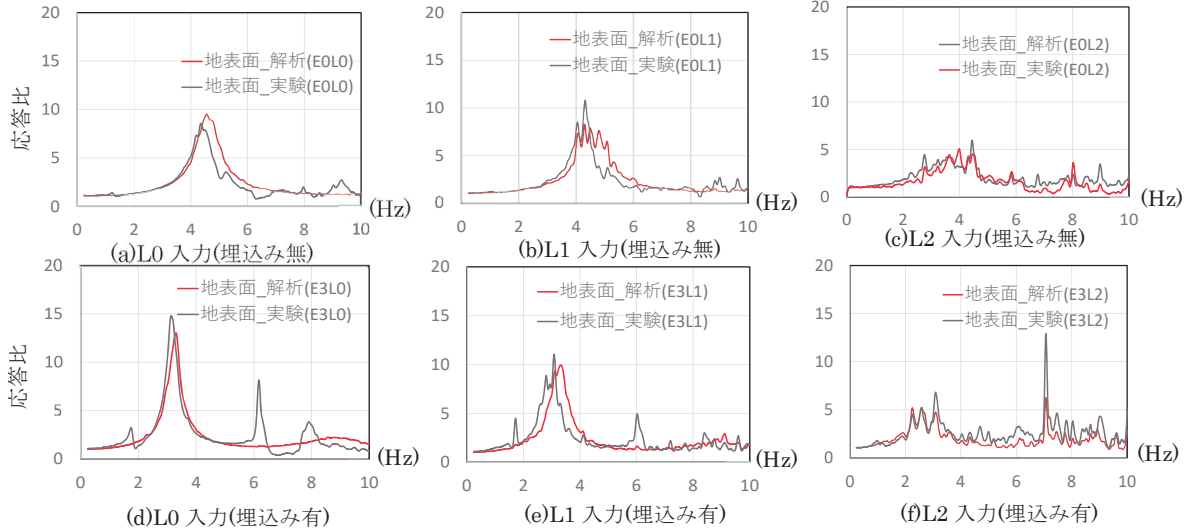 20
15
10
5
0
応答比
地表面_解析(E0L0)
地表面_実験(E0L0)
0 2 4 6 8 10
(Hz)
(a)L0 入力(埋込み無)
20
15
10
5
0
地表面_解析(E0L1)
地表面_実験(E0L1)
0 2 4 6 8 10
(Hz)
(b)L1 入力(埋込み無)
20
15
10
5
0
地表面_解析(E0L2)
地表面_実験(E0L2)
0 2 4 6 8 10
(Hz)
(c)L2 入力(埋込み無)
20
15
10
5
0
応答比
地表面_解析(E3L0)
地表面_実験(E3L0)
0 2 4 6 8 10
(Hz)
(d)L0 入力(埋込み有)
20
15
10
5
0
地表面_解析(E3L1)
地表面_実験(E3L1)
0 2 4 6 8 10
(Hz)
(e)L1 入力(埋込み有)
20
15
10
5
0
地表面_解析(E3L2)
地表面_実験(E3L2)
0 2 4 6 8 10
(Hz)
(f)L2 入力(埋込み有)